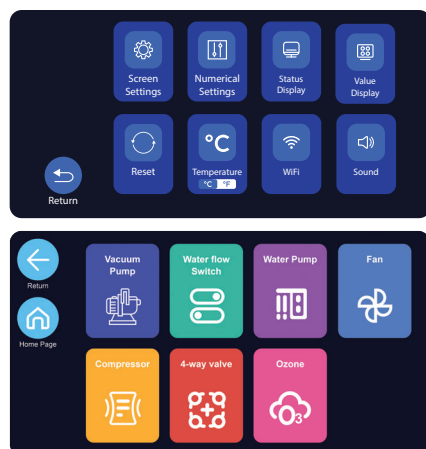 Screen
Settings
Numerical
Settings
Status
Display
Value
Display
Reset
°C
Temperature
°C °F
WiFi
Sound
Return
Return
Home Page
Vacuum
Pump
Water flow
Switch
Water Pump
Fan
Compressor
4-way valve
Ozone
O3